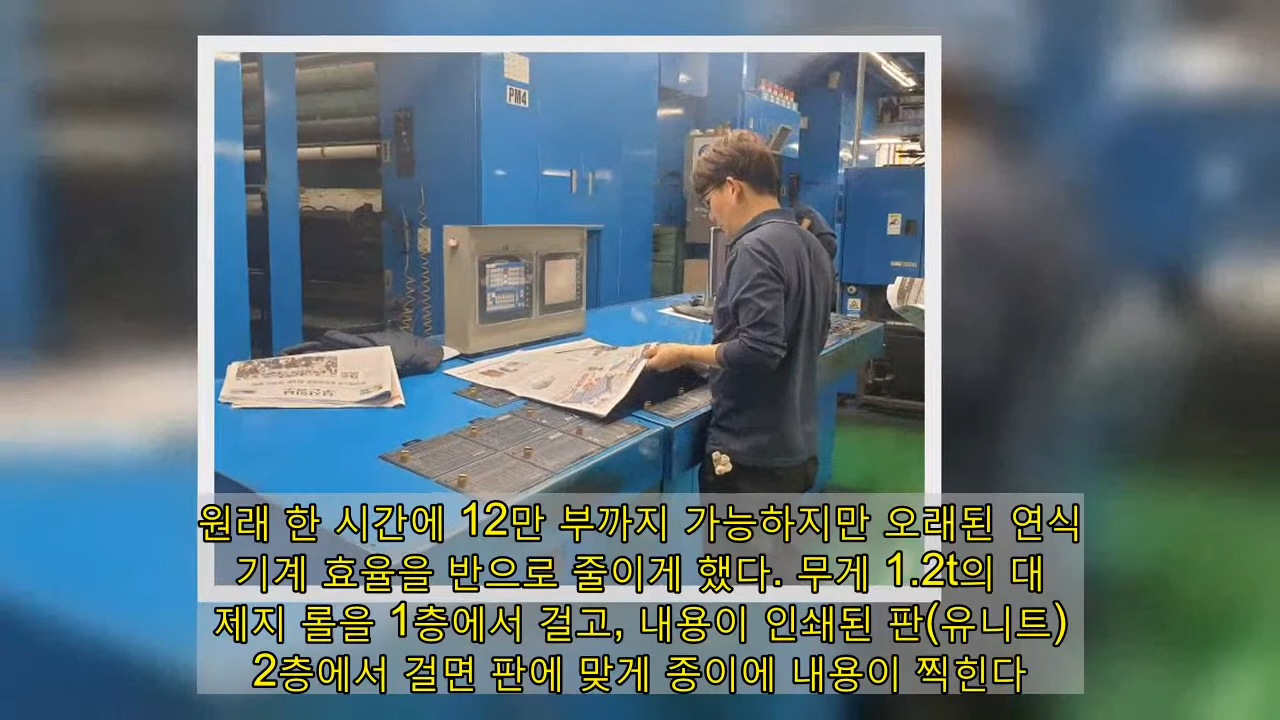 PM4
원래 한 시간에 12만 부까지 가능하지만 오래된 연식
기계 효율을 반으로 줄이게 했다. 무게 1.2t의 대
제지 롤을 1층에서 걸고, 내용이 인쇄된 판(유니트)
2층에서 걸면 판에 맞게 종이에 내용이 찍힌다